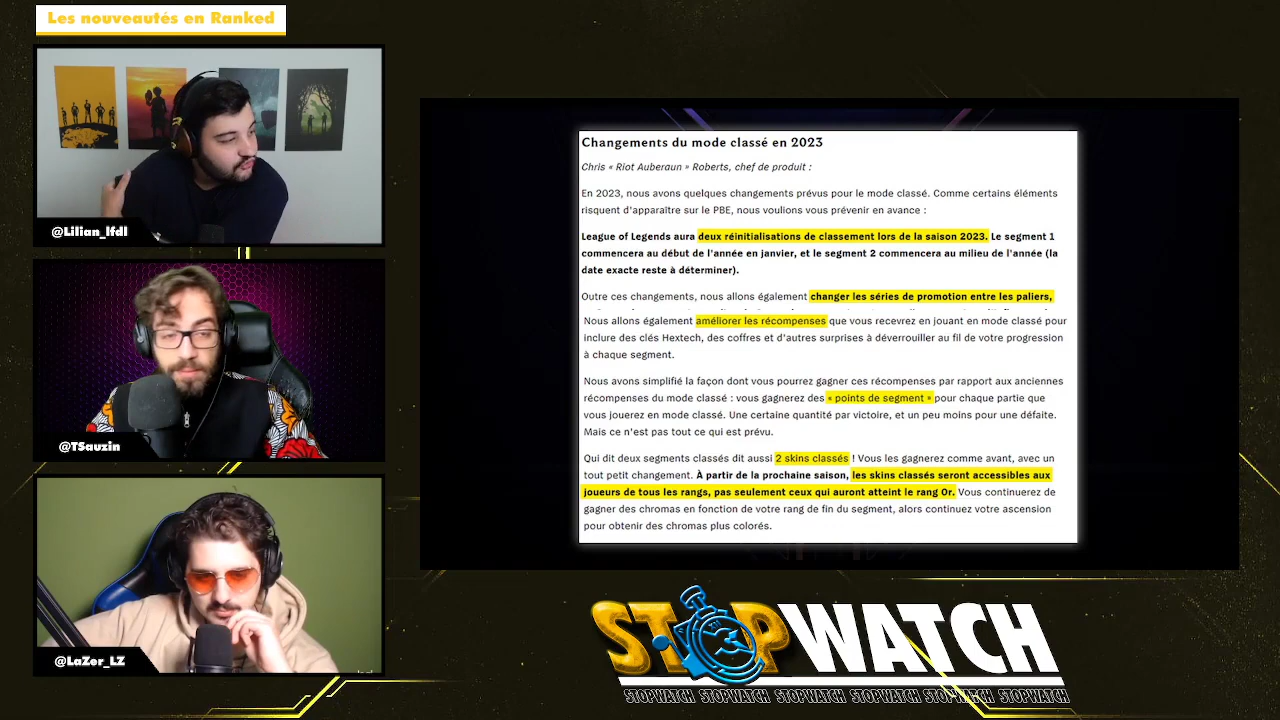 Les nouveautés en Ranked
@Lilian_lfdl
@TSauzin
@LaZer_LZ
Changements du mode classé en 2023
Chris « Riot Auberaun » Roberts, chef de produit :
En 2023, nous avons quelques changements prévus pour le mode classé. Comme certains éléments
risquent d'apparaître sur le PBE, nous voulions vous prévenir en avance :
League of Legends aura deux réinitialisations de classement lors de la saison 2023. Le segment 1
commencera au début de l'année en janvier, et le segment 2 commencera au milieu de l'année (la
date exacte reste à déterminer).
Outre ces changements, nous allons également changer les séries de promotion entre les paliers,
Nous allons également améliorer les récompenses que vous recevrez en jouant en mode classé pour
inclure des clés Hextech, des coffres et d'autres surprises à déverrouiller au fil de votre progression
à chaque segment.
Nous avons simplifié la façon dont vous pourrez gagner ces récompenses par rapport aux anciennes
récompenses du mode classé : vous gagnerez des « points de segment » pour chaque partie que
vous jouerez en mode classé. Une certaine quantité par victoire, et un peu moins pour une défaite.
Mais ce n'est pas tout ce qui est prévu.
Qui dit deux segments classés dit aussi 2 skins classés ! Vous les gagnerez comme avant, avec un
tout petit changement. À partir de la prochaine saison, les skins classés seront accessibles aux
joueurs de tous les rangs, pas seulement ceux qui auront atteint le rang Or. Vous continuerez de
gagner des chromas en fonction de votre rang de fin du segment, alors continuez votre ascension
pour obtenir des chromas plus colorés.
STOPWATCH
STOPWATCH STOPWATCH STOPWATCH STOPWATCH STOPWATCH STOPWATCH